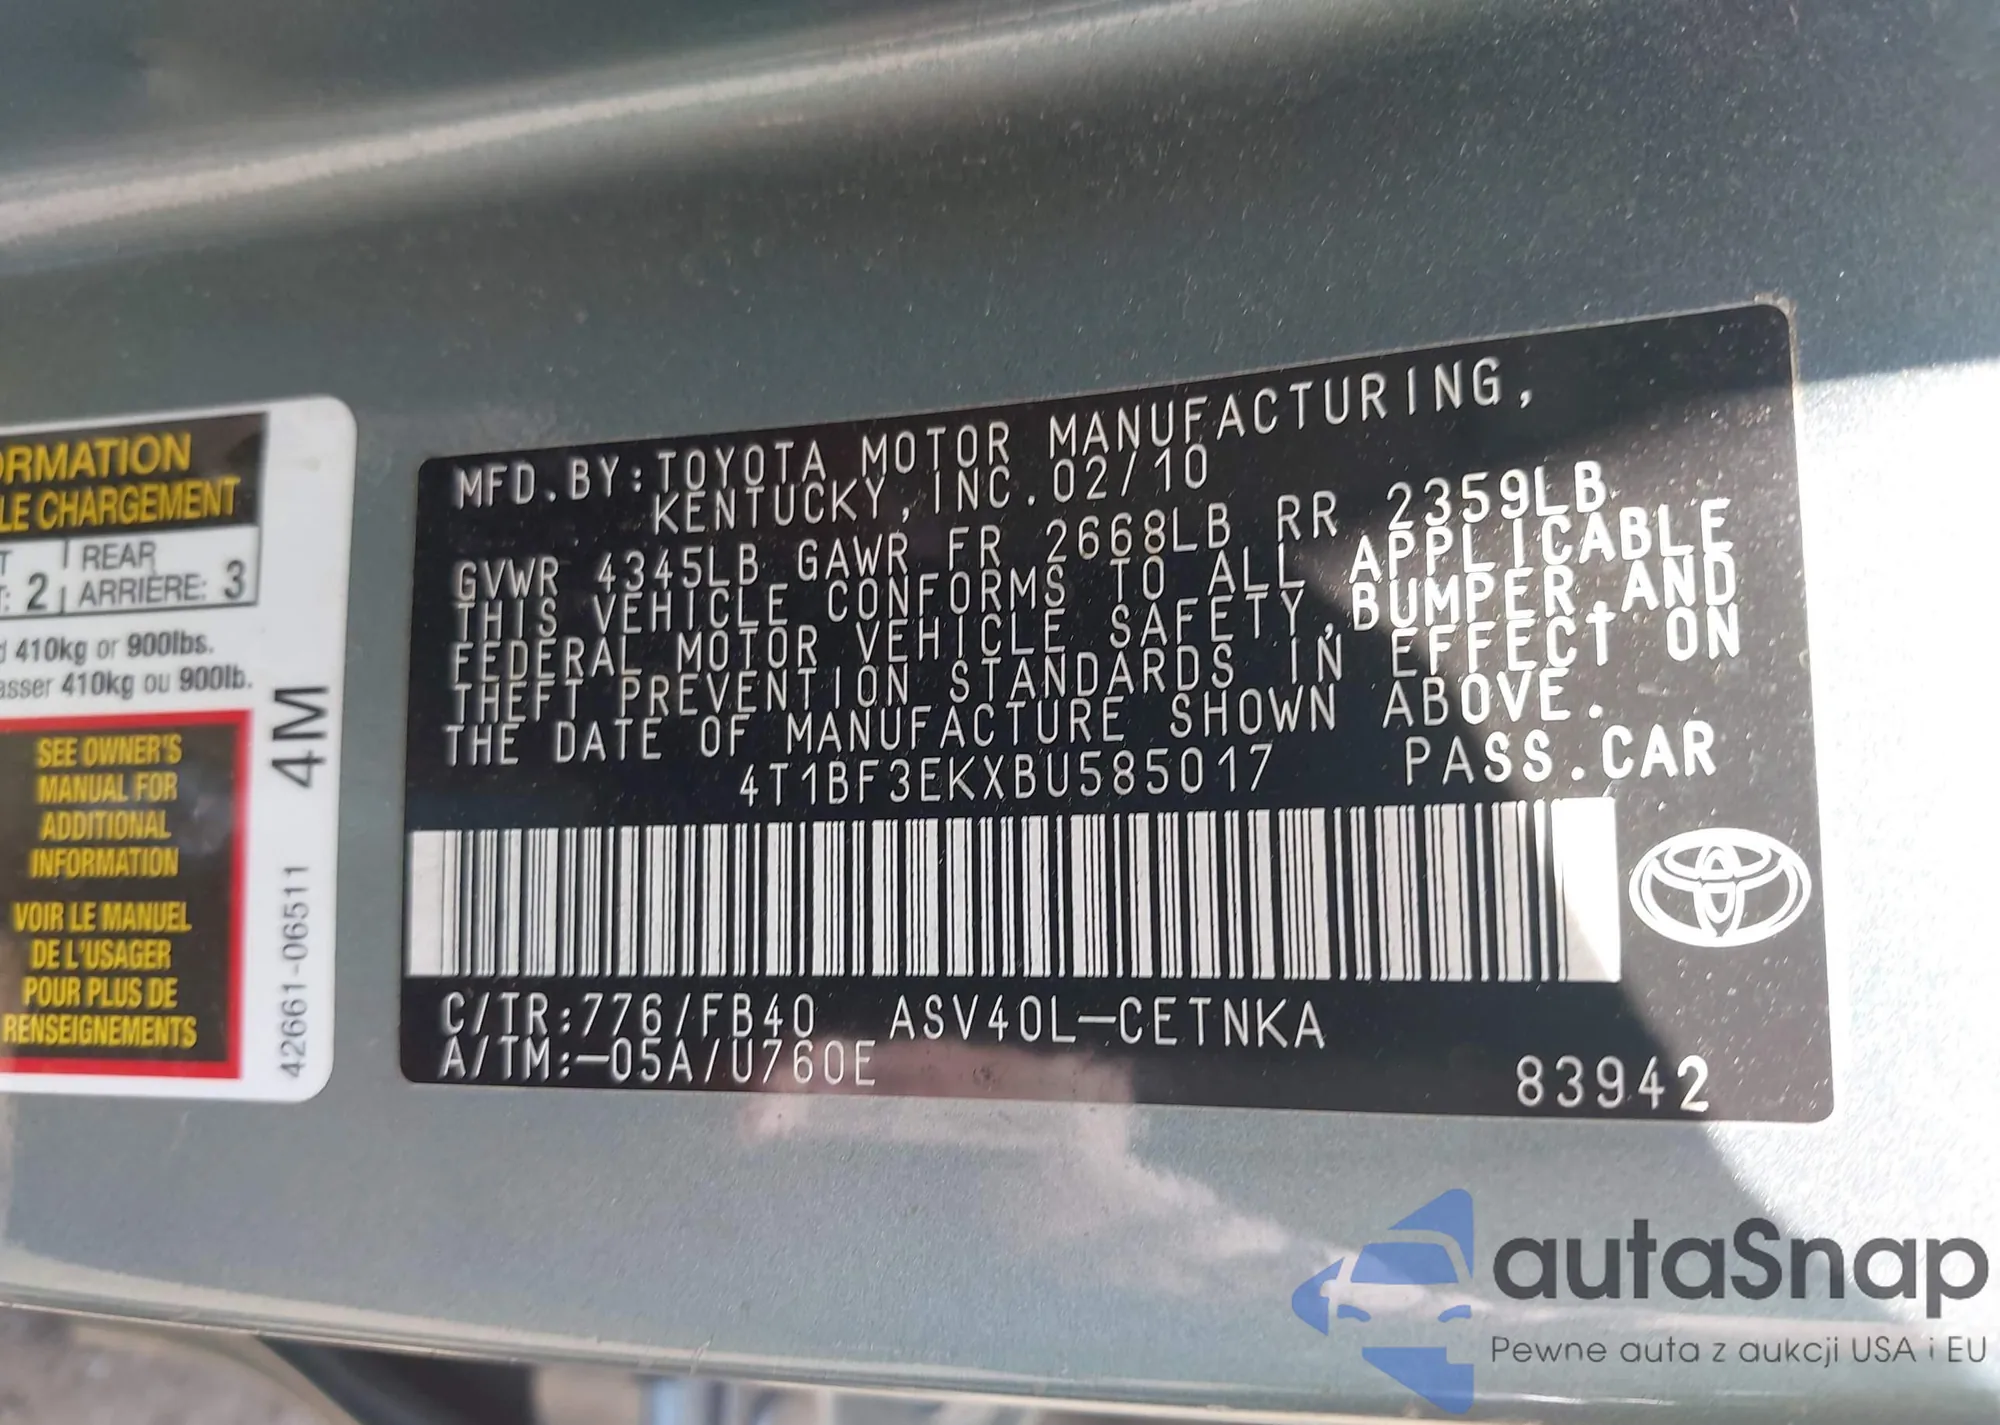 ORMATION
LE CHARGEMENT
T | REAR
T: 2 | ARRIÈRE: 3
d 410kg or 900lbs.
asser 410kg ou 900lb.
SEE OWNER'S
MANUAL FOR
ADDITIONAL
INFORMATION
VOIR LE MANUEL
DE L'USAGER
POUR PLUS DE
RENSEIGNEMENTS
4M
42661-06511
MFD.BY:TOYOTA MOTOR MANUFACTURING,
KENTUCKY,INC.02/10
GVWR 4345LB GAWR FR 2668LB RR 2359LB
THIS VEHICLE CONFORMS TO ALL APPLICABLE
FEDERAL MOTOR VEHICLE SAFETY,BUMPER,AND
THEFT PREVENTION STANDARDS IN EFFECT ON
THE DATE OF MANUFACTURE SHOWN ABOVE.
4T1BF3EKXBU585017 PASS.CAR
C/TR:776/FB40 ASV40L-CETNKA
A/TM:-05A/U760E
83942
autaSnap
Pewne auta z aukcji USA i EU